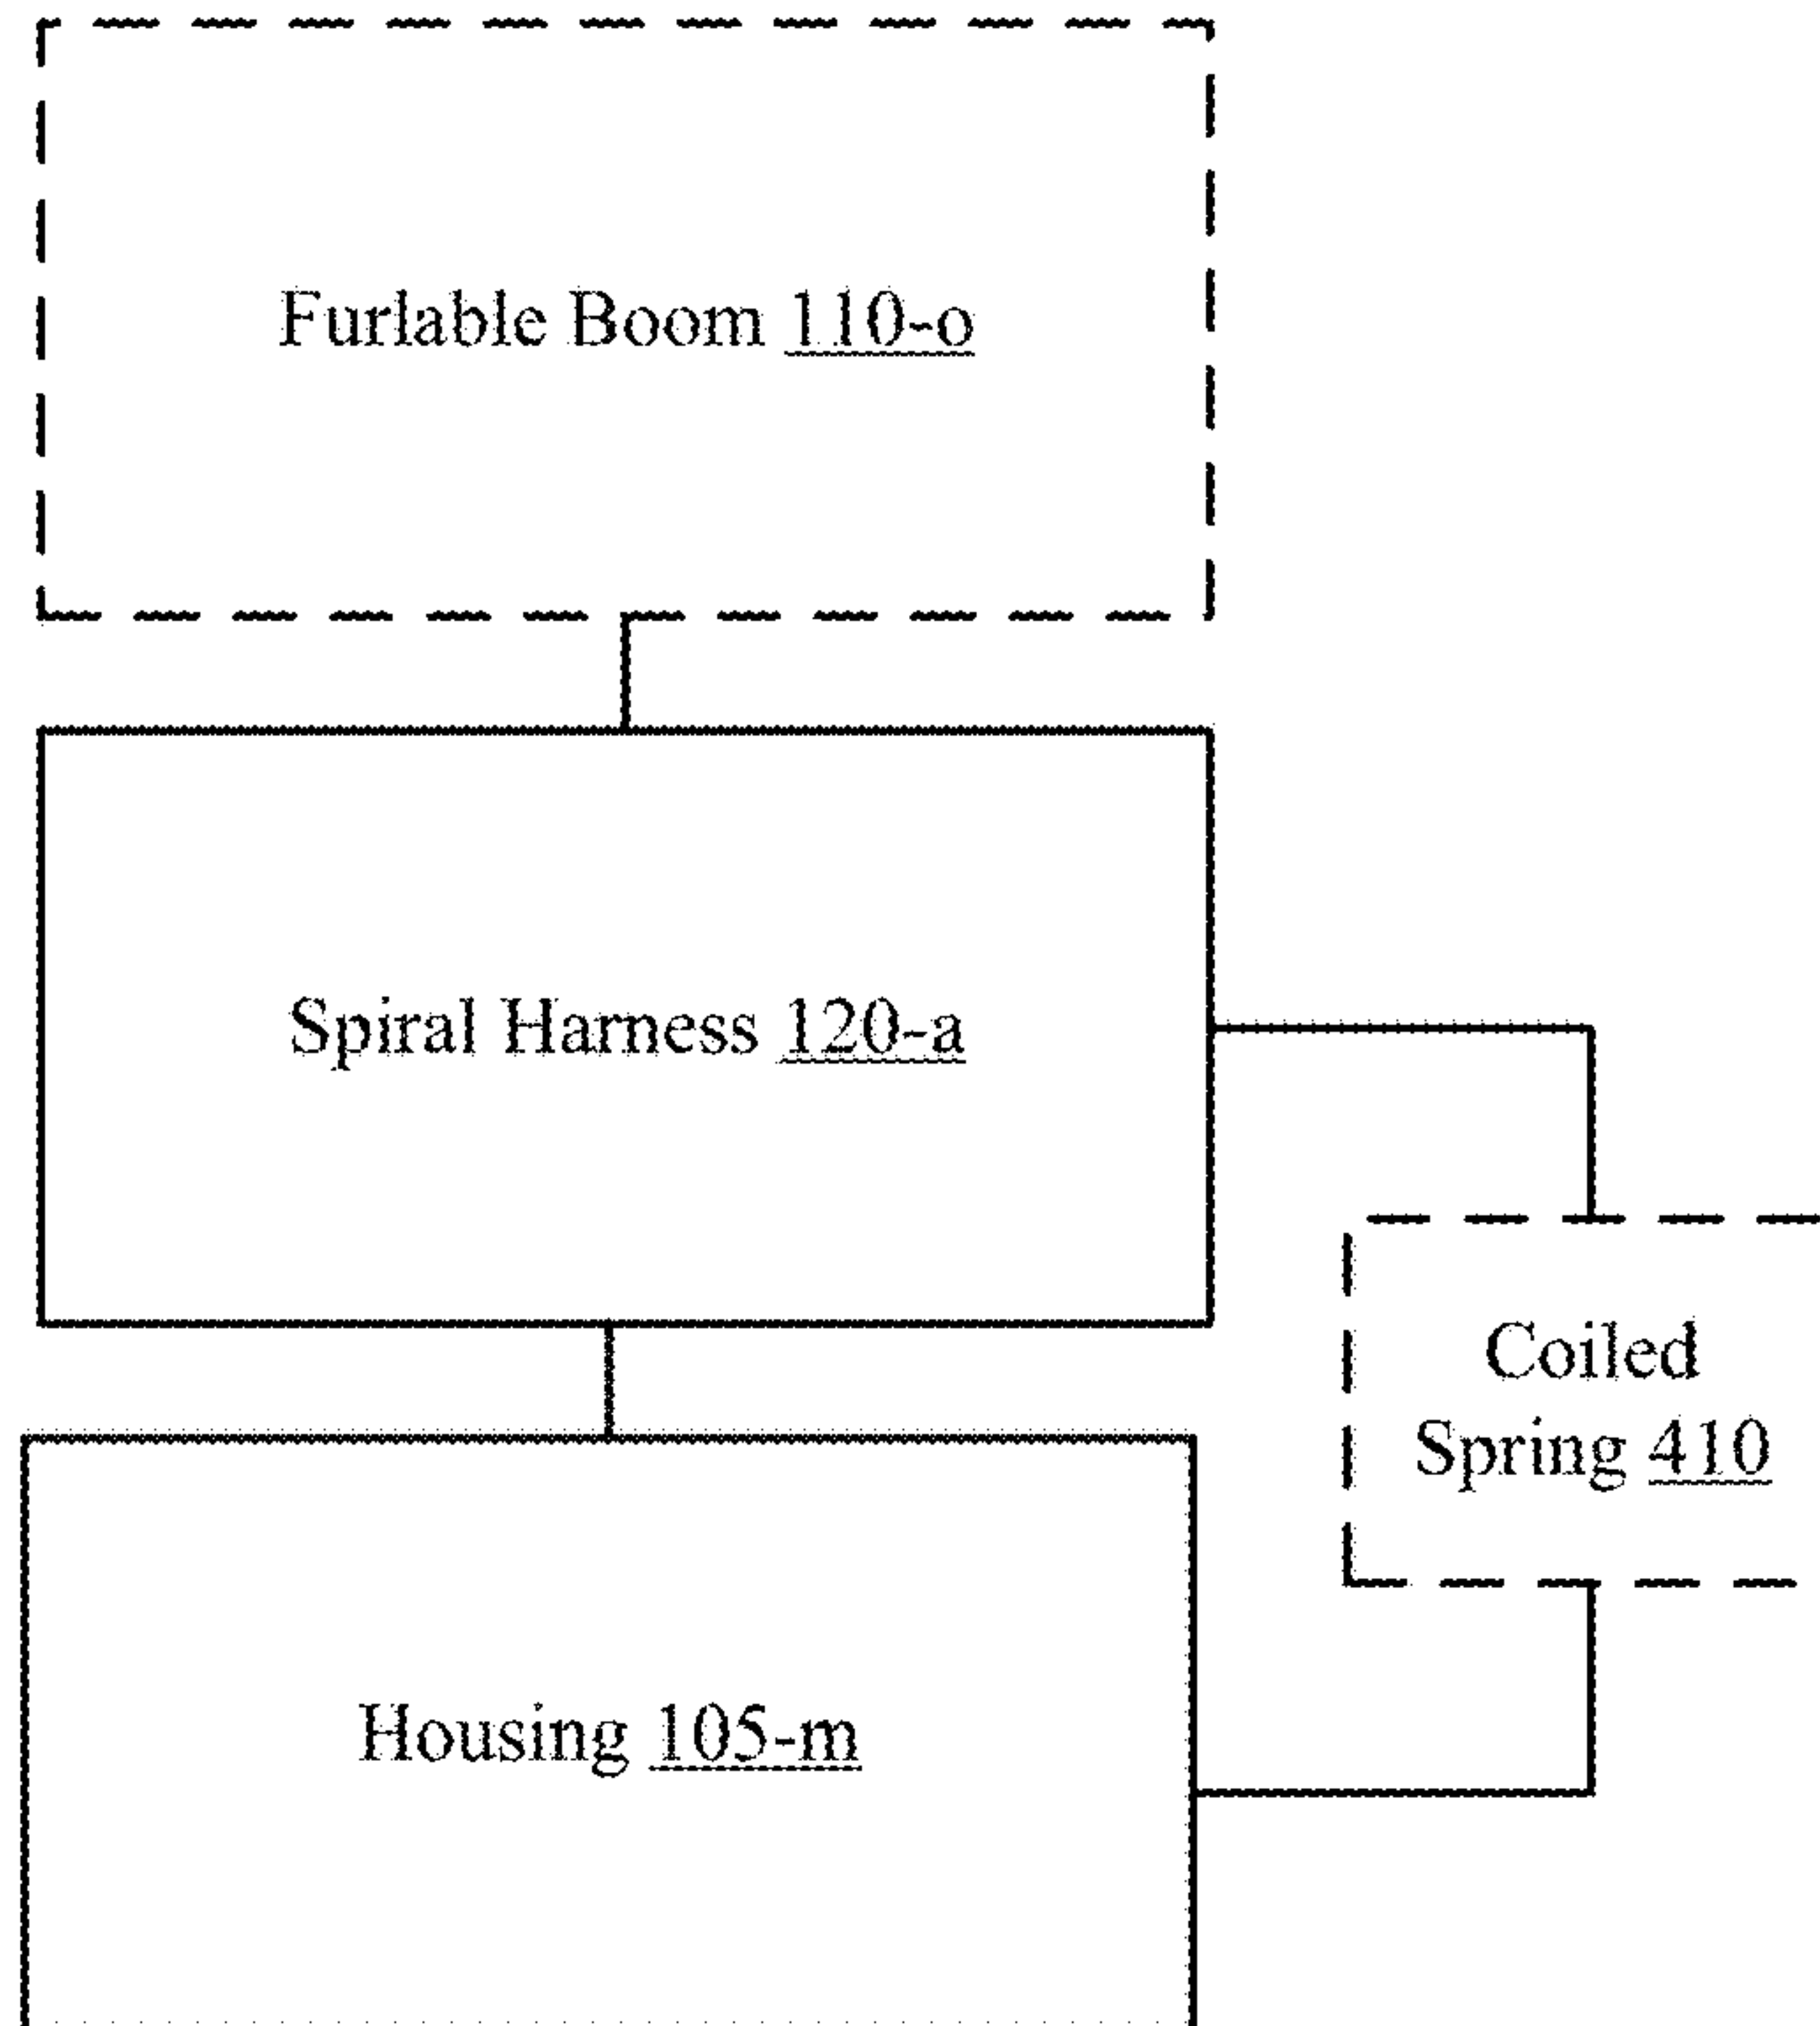 Furlable Boom 110-o
Spiral Harness 120-a
Coiled
Spring 410
Housing 105-m